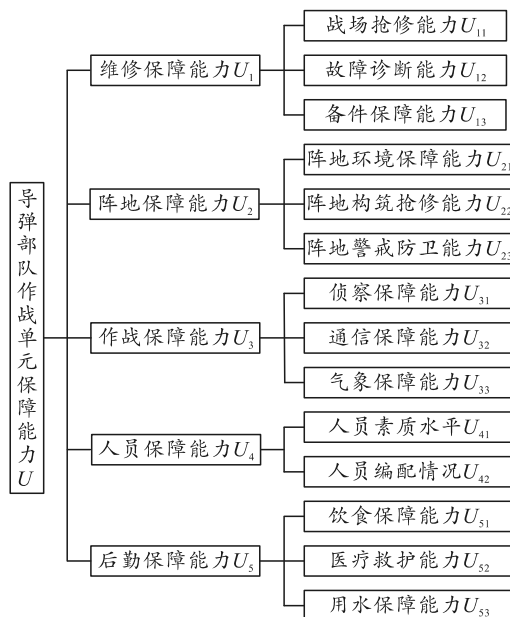 导弹部队作战单元保障能力U
维修保障能力U₁
战场抢修能力U₁₁
故障诊断能力U₁₂
备件保障能力U₁₃
阵地保障能力U₂
阵地环境保障能力U₂₁
阵地构筑抢修能力U₂₂
阵地警戒防卫能力U₂₃
作战保障能力U₃
侦察保障能力U₃₁
通信保障能力U₃₂
气象保障能力U₃₃
人员保障能力U₄
人员素质水平U₄₁
人员编配情况U₄₂
后勤保障能力U₅
饮食保障能力U₅₁
医疗救护能力U₅₂
用水保障能力U₅₃